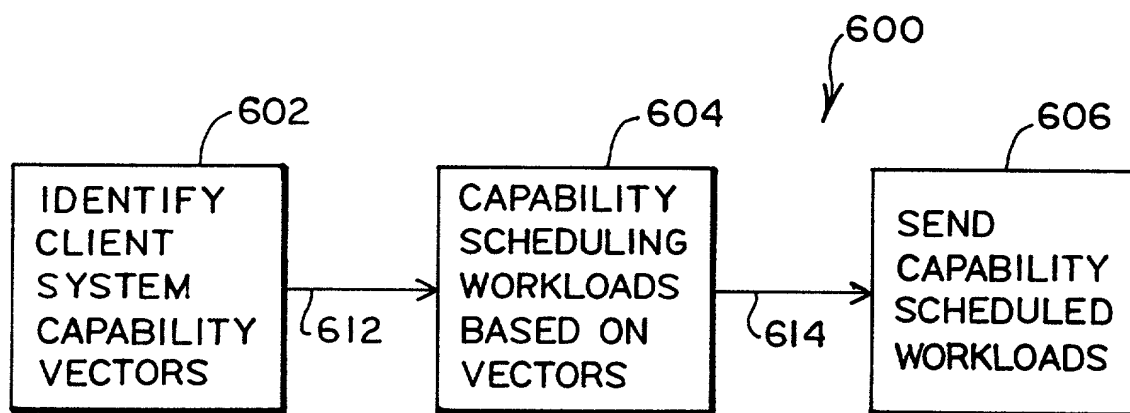 600
602
604
606
IDENTIFY
CLIENT
SYSTEM
CAPABILITY
VECTORS
612
CAPABILITY
SCHEDULING
WORKLOADS
BASED ON
VECTORS
614
SEND
CAPABILITY
SCHEDULED
WORKLOADS